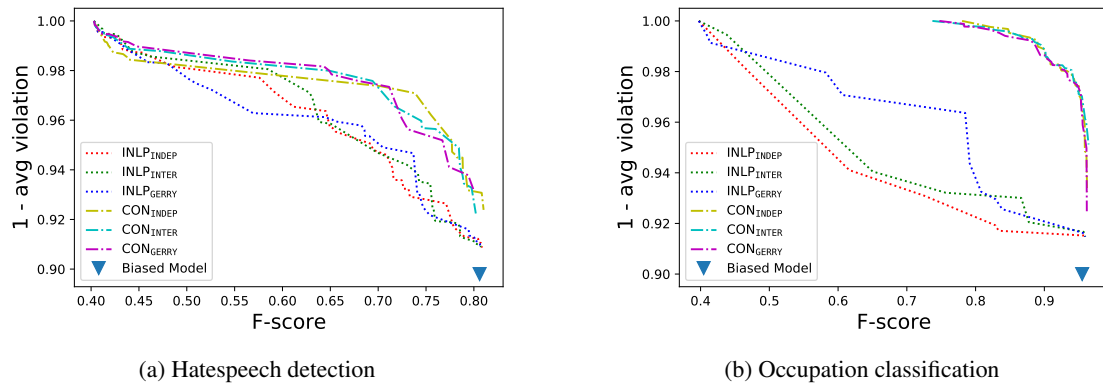 1.00
0.98
0.96
0.94
0.92
0.90
1 - avg violation
INLP_INDEP
INLP_INTER
INLP_GERRY
CON_INDEP
CON_INTER
CON_GERRY
Biased Model
0.40 0.45 0.50 0.55 0.60 0.65 0.70 0.75 0.80
F-score
(a) Hatespeech detection
1.00
0.98
0.96
0.94
0.92
0.90
1 - avg violation
INLP_INDEP
INLP_INTER
INLP_GERRY
CON_INDEP
CON_INTER
CON_GERRY
Biased Model
0.4 0.5 0.6 0.7 0.8 0.9
F-score
(b) Occupation classification